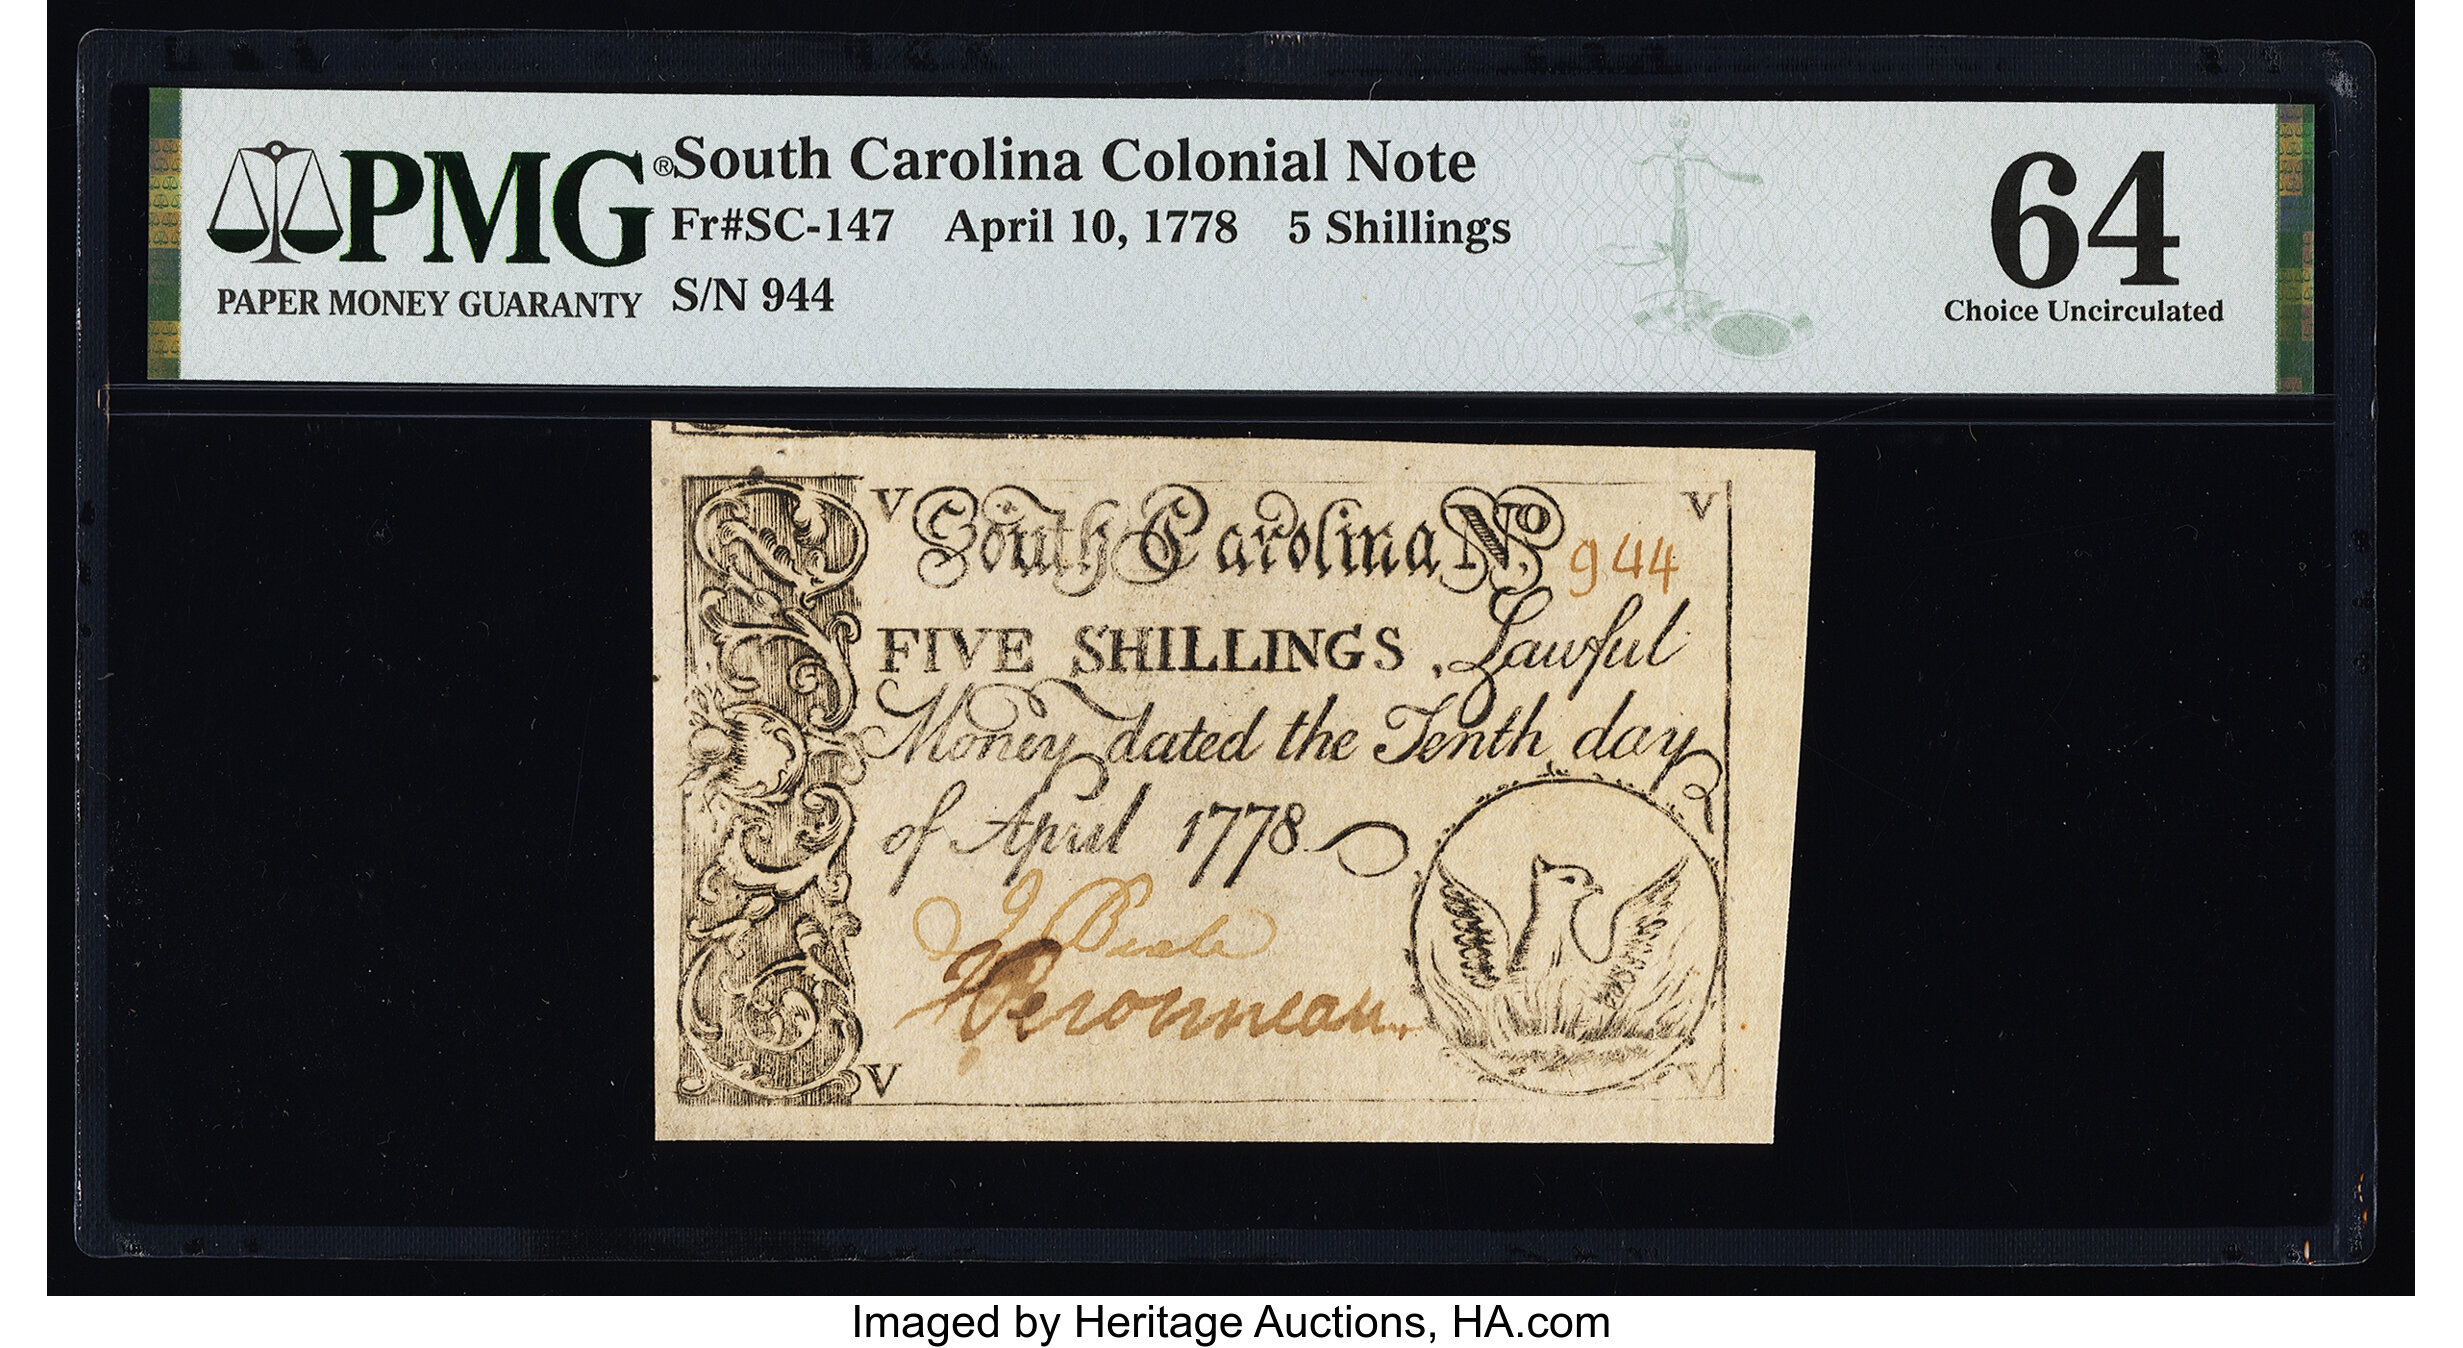 PMG®
PAPER MONEY GUARANTY
South Carolina Colonial Note
Fr#SC-147 April 10, 1778 5 Shillings
S/N 944
64
Choice Uncirculated
V South Carolina No. 944 V
FIVE SHILLINGS, Lawful
Money dated the Tenth day
of April 1778
J Beale
H Peronneau
V V
Imaged by Heritage Auctions, HA.com